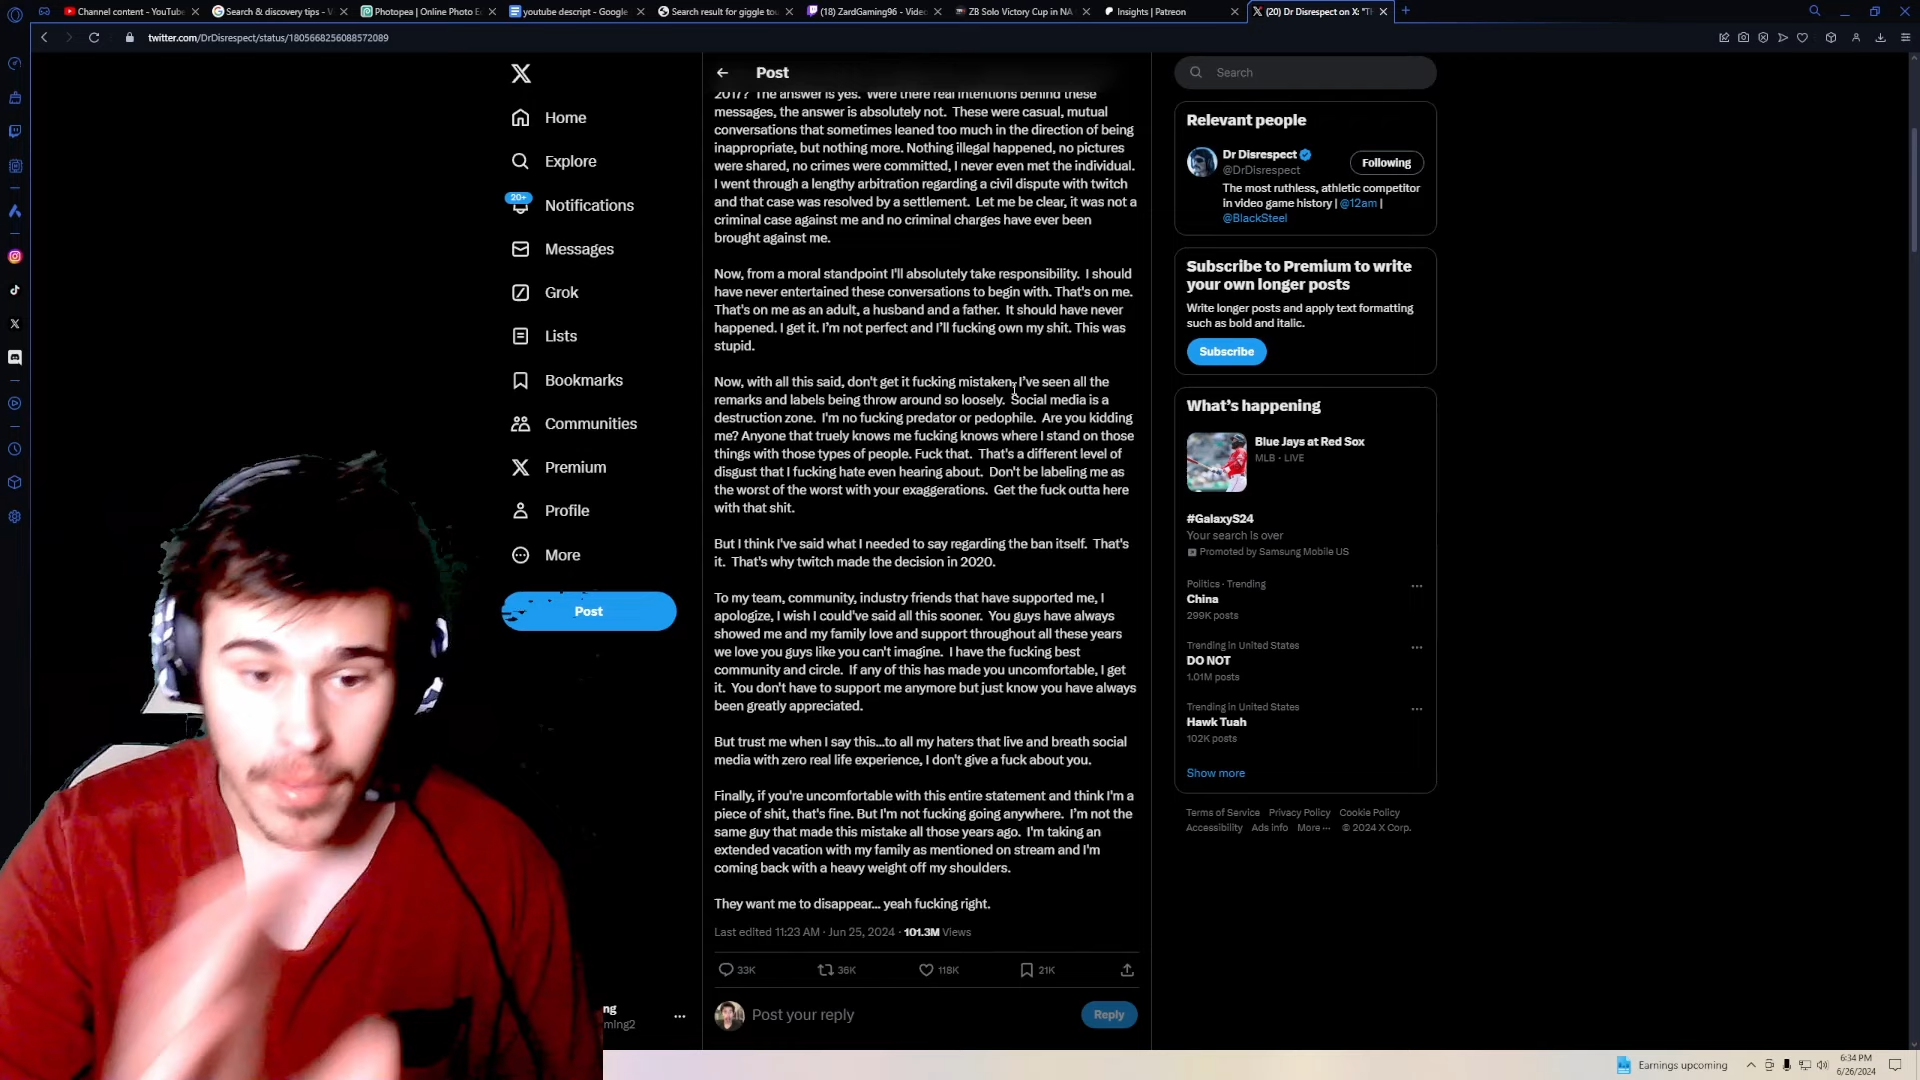 Channel content - YouTube
Search & discovery tips - V
Photopea | Online Photo E
youtube descript - Google
Search result for giggle tou
(18) ZardGaming96 - Video
ZB Solo Victory Cup in NA
Insights | Patreon
(20) Dr Disrespect on X: "Th
twitter.com/DrDisrespect/status/1805668256088572089
Home
Explore
20+
Notifications
Messages
Grok
Lists
Bookmarks
Communities
Premium
Profile
More
Post
ng
ming2
Post
2017? The answer is yes. Were there real intentions behind these
messages, the answer is absolutely not. These were casual, mutual
conversations that sometimes leaned too much in the direction of being
inappropriate, but nothing more. Nothing illegal happened, no pictures
were shared, no crimes were committed, I never even met the individual.
I went through a lengthy arbitration regarding a civil dispute with twitch
and that case was resolved by a settlement. Let me be clear, it was not a
criminal case against me and no criminal charges have ever been
brought against me.
Now, from a moral standpoint I'll absolutely take responsibility. I should
have never entertained these conversations to begin with. That's on me.
That's on me as an adult, a husband and a father. It should have never
happened. I get it. I'm not perfect and I'll fucking own my shit. This was
stupid.
Now, with all this said, don't get it fucking mistaken, I've seen all the
remarks and labels being throw around so loosely. Social media is a
destruction zone. I'm no fucking predator or pedophile. Are you kidding
me? Anyone that truely knows me fucking knows where I stand on those
things with those types of people. Fuck that. That's a different level of
disgust that I fucking hate even hearing about. Don't be labeling me as
the worst of the worst with your exaggerations. Get the fuck outta here
with that shit.
But I think I've said what I needed to say regarding the ban itself. That's
it. That's why twitch made the decision in 2020.
To my team, community, industry friends that have supported me, I
apologize, I wish I could've said all this sooner. You guys have always
showed me and my family love and support throughout all these years
we love you guys like you can't imagine. I have the fucking best
community and circle. If any of this has made you uncomfortable, I get
it. You don't have to support me anymore but just know you have always
been greatly appreciated.
But trust me when I say this...to all my haters that live and breath social
media with zero real life experience, I don't give a fuck about you.
Finally, if you're uncomfortable with this entire statement and think I'm a
piece of shit, that's fine. But I'm not fucking going anywhere. I'm not the
same guy that made this mistake all those years ago. I'm taking an
extended vacation with my family as mentioned on stream and I'm
coming back with a heavy weight off my shoulders.
They want me to disappear... yeah fucking right.
Last edited 11:23 AM · Jun 25, 2024 · 101.3M Views
33K
36K
118K
21K
Post your reply
Reply
Search
Relevant people
Dr Disrespect
@DrDisrespect
Following
The most ruthless, athletic competitor
in video game history | @12am |
@BlackSteel
Subscribe to Premium to write
your own longer posts
Write longer posts and apply text formatting
such as bold and italic.
Subscribe
What's happening
Blue Jays at Red Sox
MLB · LIVE
#GalaxyS24
Your search is over
Promoted by Samsung Mobile US
Politics · Trending
China
299K posts
Trending in United States
DO NOT
1.01M posts
Trending in United States
Hawk Tuah
102K posts
Show more
Terms of Service Privacy Policy Cookie Policy
Accessibility Ads info More ··· © 2024 X Corp.
Earnings upcoming
6:34 PM
6/26/2024